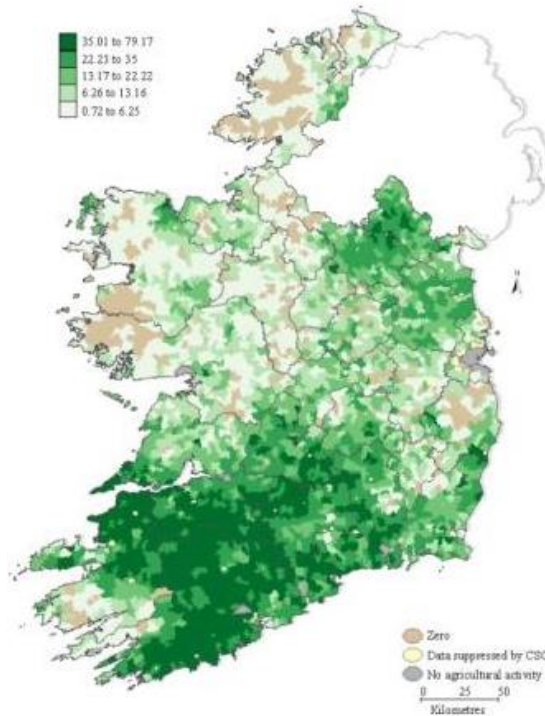 35.01 to 79.17
22.23 to 35
13.17 to 22.22
6.26 to 13.16
0.72 to 6.25
Zero
Data suppressed by CSO
No agricultural activity
0 25 50
Kilometres